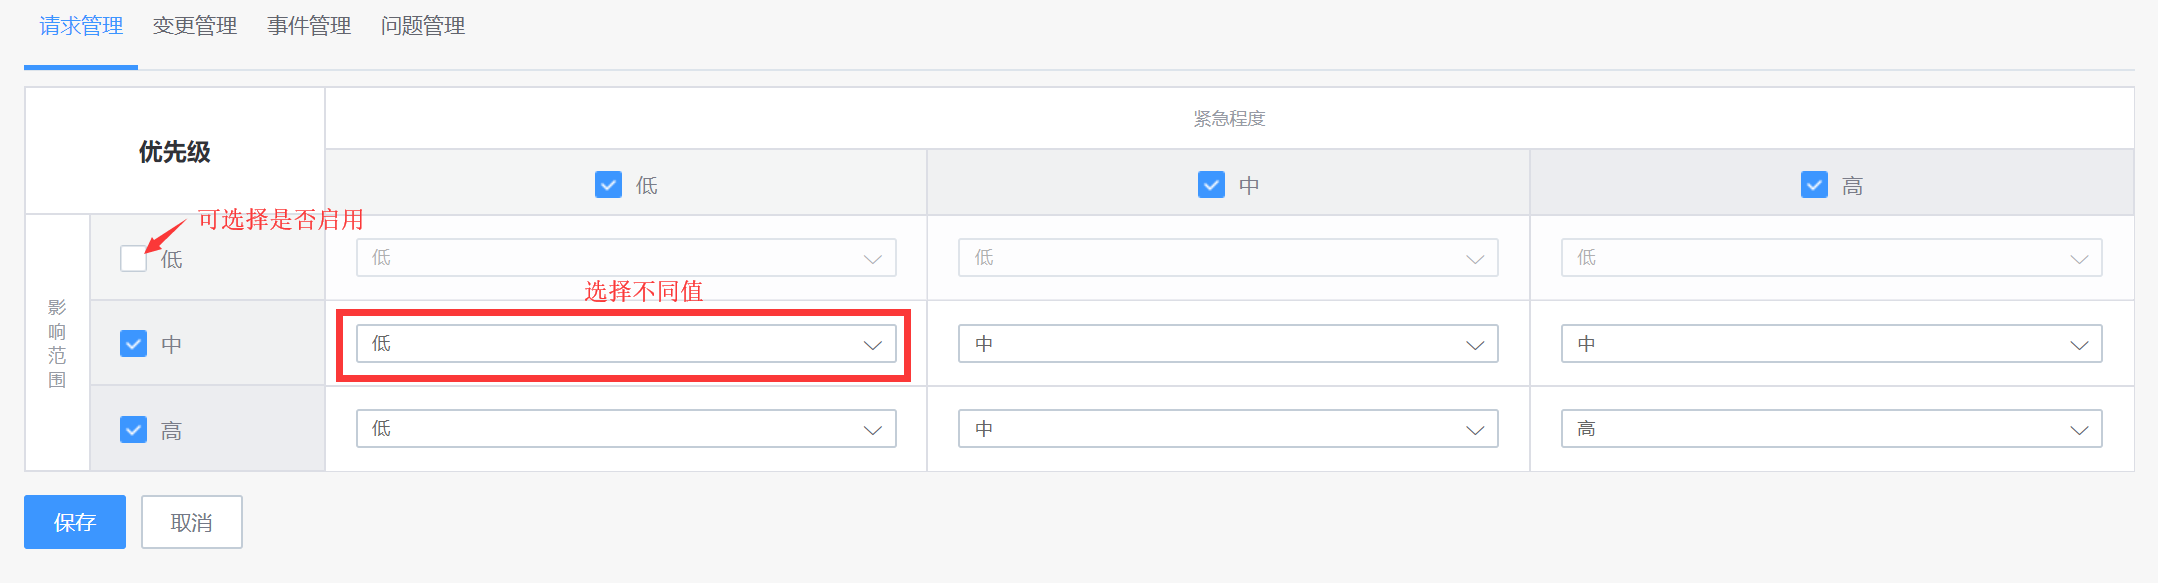 请求管理 变更管理 事件管理 问题管理
优先级
紧急程度
低 中 高
可选择是否启用
影响范围
低 低 低 低
选择不同值
中 低 中 中
高 低 中 高
保存 取消